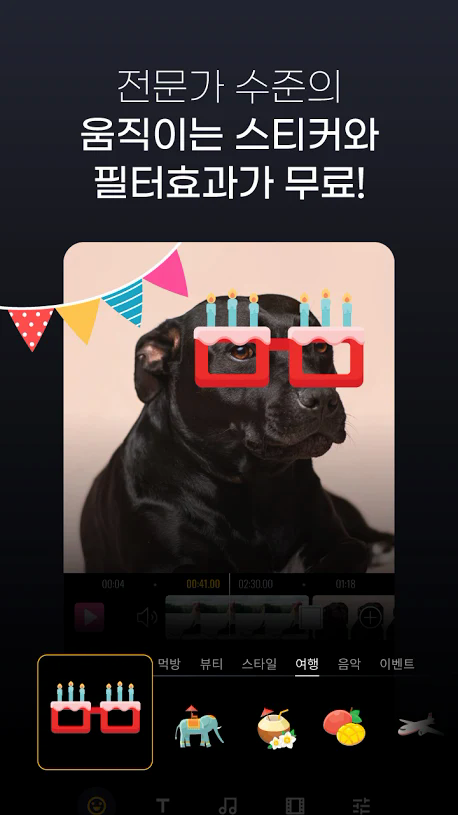 전문가 수준의
움직이는 스티커와
필터효과가 무료!
00:04 00:41.00 02:30.00 01:18
먹방 뷰티 스타일 여행 음악 이벤트
T